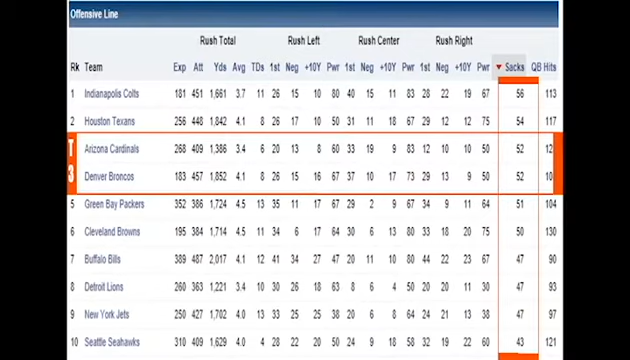 Offensive Line
Rush Total Rush Left Rush Center Rush Right
Rk Team Exp Att Yds Avg TDs 1st Neg +10Y Pwr 1st Neg +10Y Pwr 1st Neg +10Y Pwr Sacks QB Hits
1 Indianapolis Colts 181 451 1,661 3.7 11 26 15 10 80 40 15 11 83 28 22 19 67 56 113
2 Houston Texans 256 448 1,842 4.1 8 26 17 10 50 31 11 18 67 29 12 12 75 54 117
T
3
Arizona Cardinals 268 409 1,386 3.4 6 20 13 8 60 33 19 9 83 12 10 10 50 52 12
Denver Broncos 183 457 1,852 4.1 8 26 15 16 67 37 10 17 73 29 13 9 50 52 10
5 Green Bay Packers 352 386 1,724 4.5 13 35 11 17 67 29 2 9 67 34 9 11 64 51 104
6 Cleveland Browns 195 384 1,714 4.5 11 34 6 17 64 30 6 13 80 33 18 20 75 50 130
7 Buffalo Bills 389 487 2,017 4.1 12 41 34 27 47 20 11 10 80 44 22 23 67 47 90
8 Detroit Lions 260 363 1,221 3.4 10 30 26 18 63 50 6 4 50 20 20 11 30 47 93
9 New York Jets 250 427 1,702 4.0 13 33 25 25 38 20 8 6 64 24 21 13 38 47 97
10 Seattle Seahawks 310 409 1,629 4.0 4 28 22 20 50 24 9 18 58 32 19 22 60 43 121